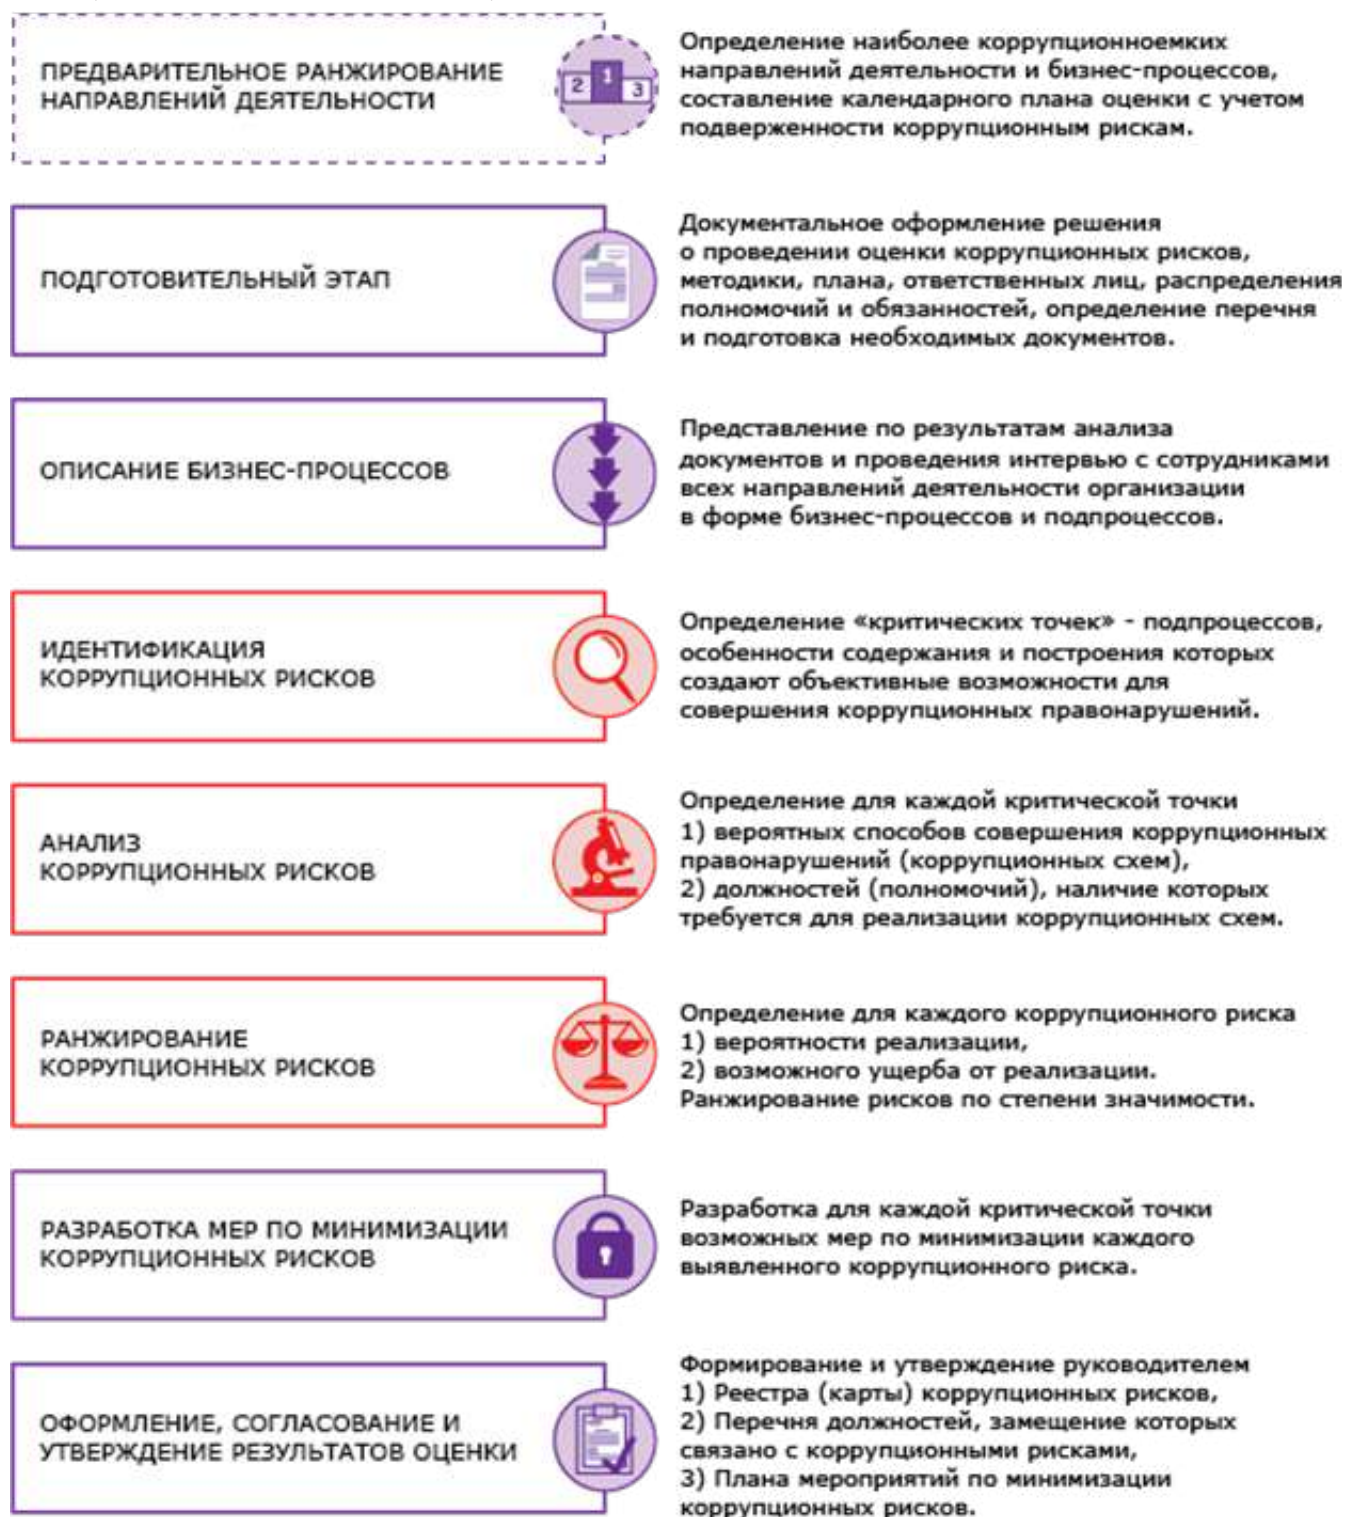 ПРЕДВАРИТЕЛЬНОЕ РАНЖИРОВАНИЕ
НАПРАВЛЕНИЙ ДЕЯТЕЛЬНОСТИ
2 1 3
Определение наиболее коррупционноемких
направлений деятельности и бизнес-процессов,
составление календарного плана оценки с учетом
подверженности коррупционным рискам.
ПОДГОТОВИТЕЛЬНЫЙ ЭТАП
Документальное оформление решения
о проведении оценки коррупционных рисков,
методики, плана, ответственных лиц, распределения
полномочий и обязанностей, определение перечня
и подготовка необходимых документов.
ОПИСАНИЕ БИЗНЕС-ПРОЦЕССОВ
Представление по результатам анализа
документов и проведения интервью с сотрудниками
всех направлений деятельности организации
в форме бизнес-процессов и подпроцессов.
ИДЕНТИФИКАЦИЯ
КОРРУПЦИОННЫХ РИСКОВ
Определение «критических точек» - подпроцессов,
особенности содержания и построения которых
создают объективные возможности для
совершения коррупционных правонарушений.
АНАЛИЗ
КОРРУПЦИОННЫХ РИСКОВ
Определение для каждой критической точки
1) вероятных способов совершения коррупционных
правонарушений (коррупционных схем),
2) должностей (полномочий), наличие которых
требуется для реализации коррупционных схем.
РАНЖИРОВАНИЕ
КОРРУПЦИОННЫХ РИСКОВ
Определение для каждого коррупционного риска
1) вероятности реализации,
2) возможного ущерба от реализации.
Ранжирование рисков по степени значимости.
РАЗРАБОТКА МЕР ПО МИНИМИЗАЦИИ
КОРРУПЦИОННЫХ РИСКОВ
Разработка для каждой критической точки
возможных мер по минимизации каждого
выявленного коррупционного риска.
ОФОРМЛЕНИЕ, СОГЛАСОВАНИЕ И
УТВЕРЖДЕНИЕ РЕЗУЛЬТАТОВ ОЦЕНКИ
Формирование и утверждение руководителем
1) Реестра (карты) коррупционных рисков,
2) Перечня должностей, замещение которых
связано с коррупционными рисками,
3) Плана мероприятий по минимизации
коррупционных рисков.